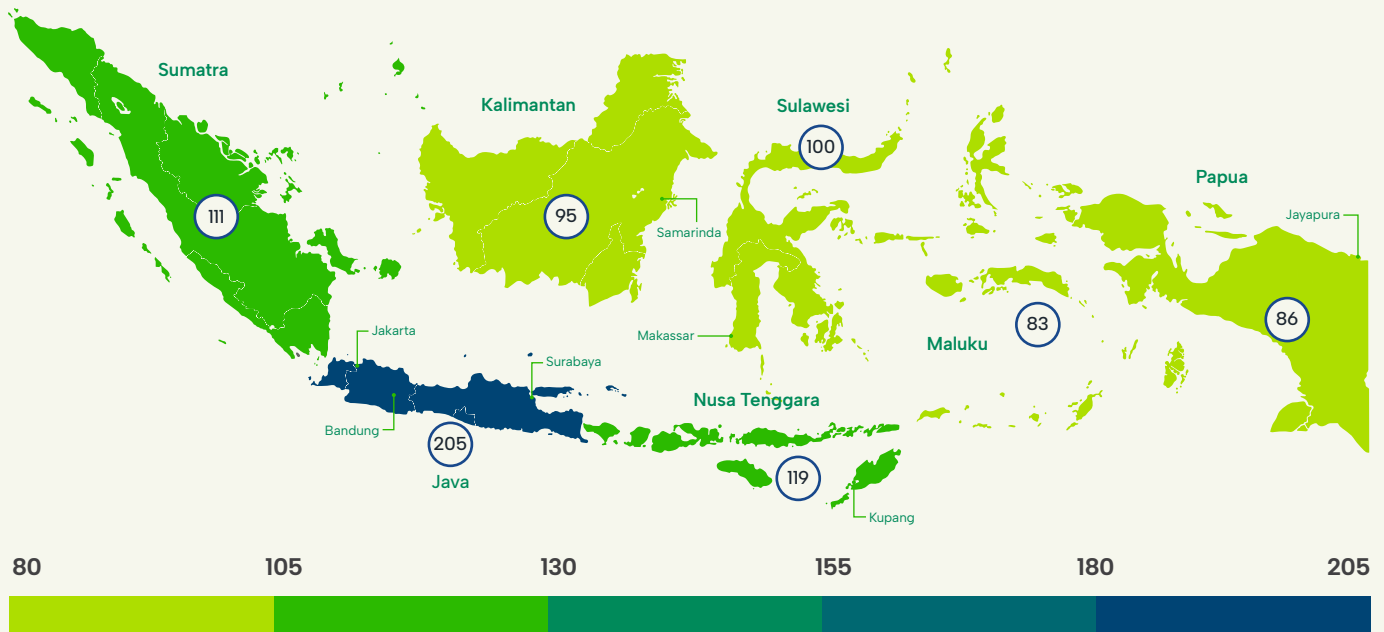 Sumatra
Kalimantan
Sulawesi
100
Papua
111
95
Jayapura
Samarinda
86
83
Jakarta
Makassar
Maluku
Surabaya
Nusa Tenggara
Bandung
205
Java
119
Kupang
80 105 130 155 180 205